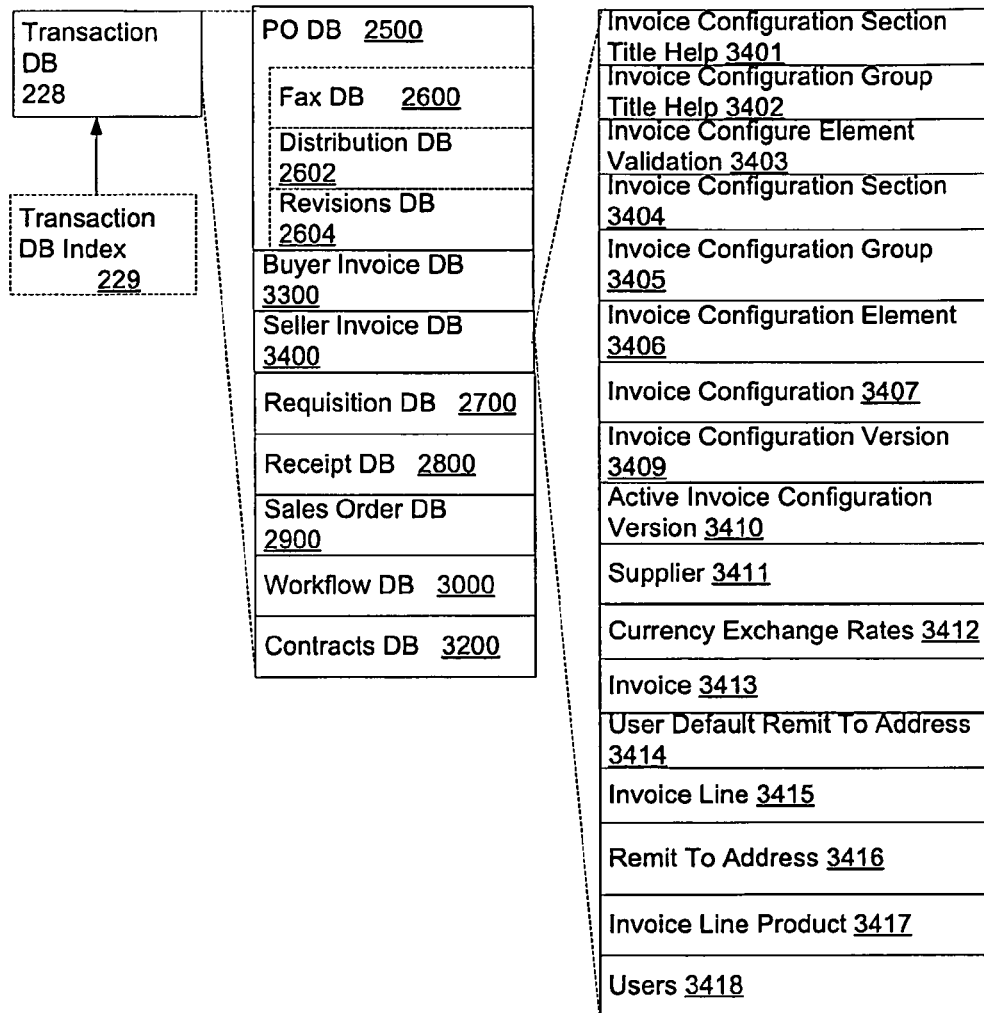 Transaction
DB
228
Transaction
DB Index
229
PO DB 2500
Fax DB 2600
Distribution DB
2602
Revisions DB
2604
Buyer Invoice DB
3300
Seller Invoice DB
3400
Requisition DB 2700
Receipt DB 2800
Sales Order DB
2900
Workflow DB 3000
Contracts DB 3200
Invoice Configuration Section
Title Help 3401
Invoice Configuration Group
Title Help 3402
Invoice Configure Element
Validation 3403
Invoice Configuration Section
3404
Invoice Configuration Group
3405
Invoice Configuration Element
3406
Invoice Configuration 3407
Invoice Configuration Version
3409
Active Invoice Configuration
Version 3410
Supplier 3411
Currency Exchange Rates 3412
Invoice 3413
User Default Remit To Address
3414
Invoice Line 3415
Remit To Address 3416
Invoice Line Product 3417
Users 3418